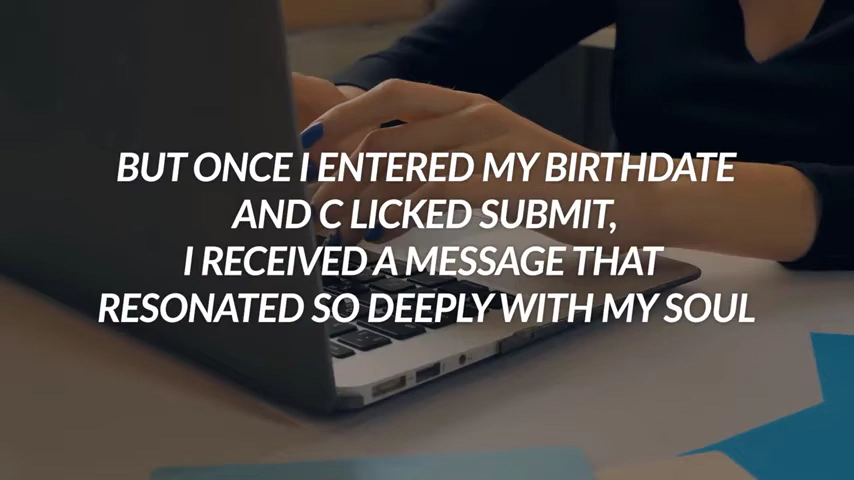 BUT ONCE I ENTERED MY BIRTHDATE
AND C LICKED SUBMIT,
I RECEIVED A MESSAGE THAT
RESONATED SO DEEPLY WITH MY SOUL